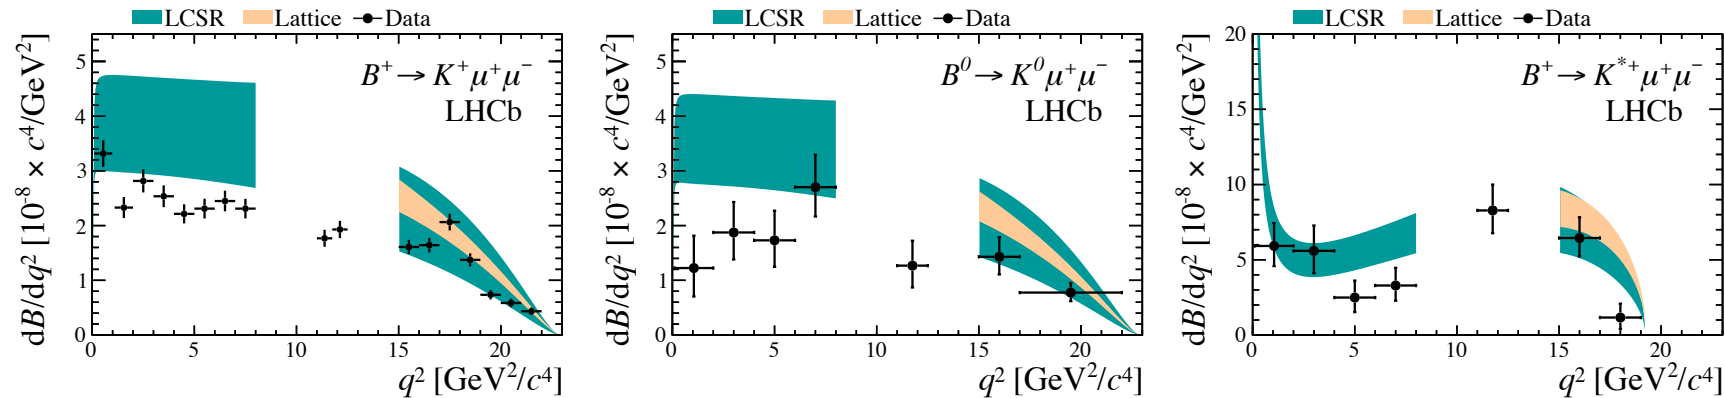 LCSR Lattice Data
dB/dq² [10⁻⁸ × c⁴/GeV²]
5
4
3
2
1
0
B⁺→ K⁺μ⁺μ⁻
LHCb
0 5 10 15 20
q² [GeV²/c⁴]
LCSR Lattice Data
dB/dq² [10⁻⁸ × c⁴/GeV²]
5
4
3
2
1
0
B⁰→ K⁰μ⁺μ⁻
LHCb
0 5 10 15 20
q² [GeV²/c⁴]
LCSR Lattice Data
dB/dq² [10⁻⁸ × c⁴/GeV²]
20
15
10
5
0
B⁺→ K*⁺μ⁺μ⁻
LHCb
0 5 10 15 20
q² [GeV²/c⁴]